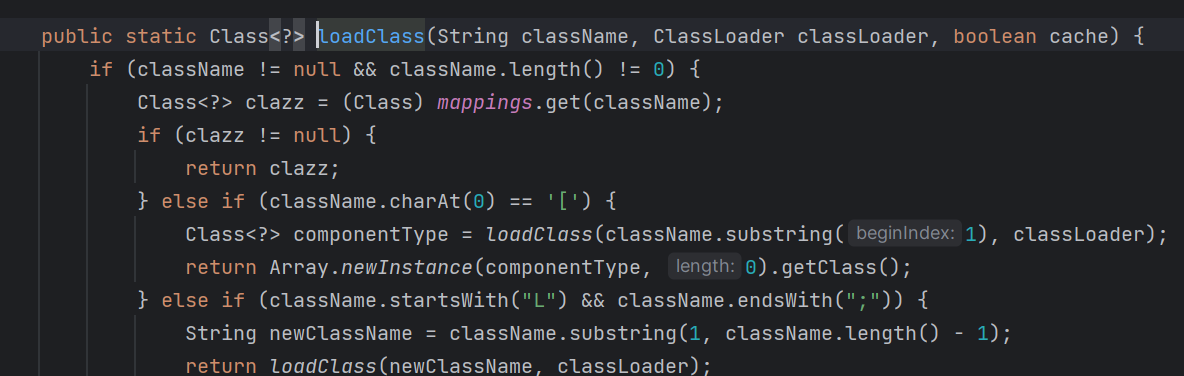 public static Class<?> loadClass(String className, ClassLoader classLoader, boolean cache) {
if (className != null && className.length() != 0) {
Class<?> clazz = (Class) mappings.get(className);
if (clazz != null) {
return clazz;
} else if (className.charAt(0) == '[') {
Class<?> componentType = loadClass(className.substring( beginIndex: 1), classLoader);
return Array.newInstance(componentType, length: 0).getClass();
} else if (className.startsWith("L") && className.endsWith(";")) {
String newClassName = className.substring(1, className.length() - 1);
return loadClass(newClassName, classLoader);